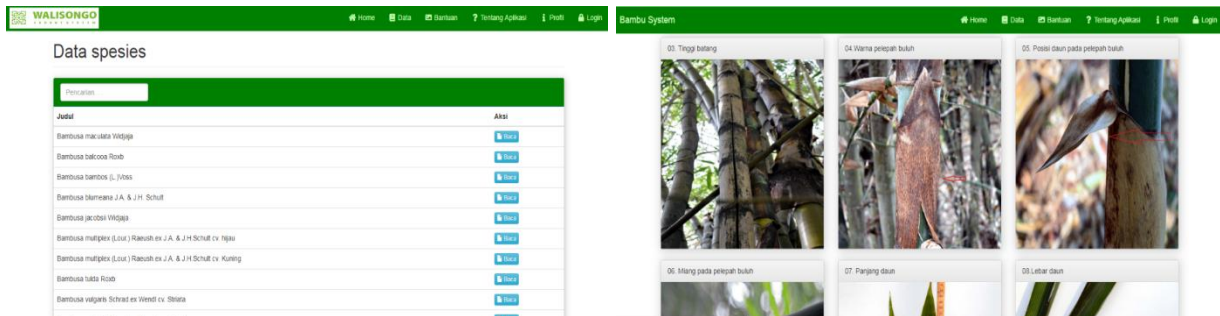 WALISONGO
Home Data Bantuan ? Tentang Aplikasi Profil Login
Data spesies
Pencarian
Judul Aksi
Bambusa maculata Widjaja Baca
Bambusa balcooa Roxb Baca
Bambusa bambos (L.)Voss Baca
Bambusa blumeana J.A. & J.H. Schult Baca
Bambusa jacobsii Widjaja Baca
Bambusa multiplex (Lour.) Raeush.ex J.A. & J.H.Schult cv. hijau Baca
Bambusa multiplex (Lour.) Raeush.ex J.A. & J.H.Schult cv. Kuning Baca
Bambusa tulda Roxb Baca
Bambusa valgaris Schrad ex Wendl cv. Striata Baca
Bambu System
Home Data Bantuan ? Tentang Aplikasi Profil Login
03. Tinggi batang
04.Warna pelepah buluh
05. Posisi daun pada pelepah buluh
06. Miang pada pelepah buluh
07. Panjang daun
08.Lebar daun